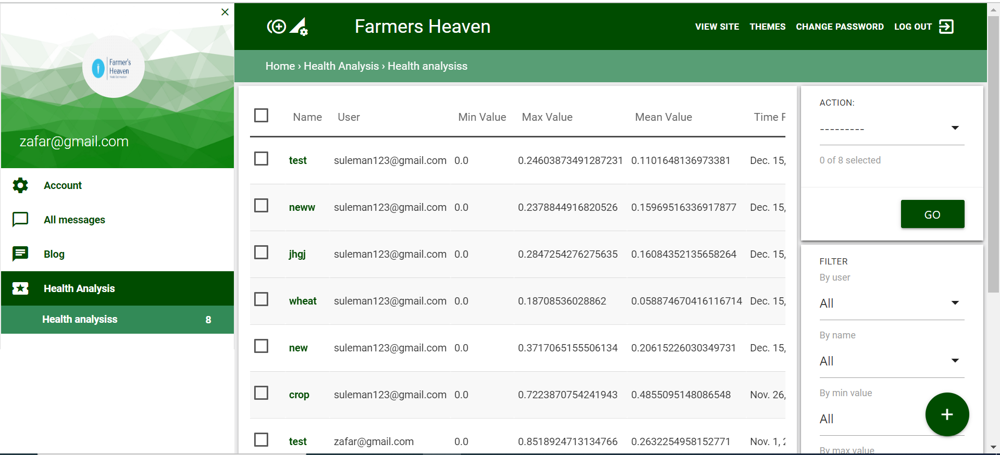 Farmers Heaven
VIEW SITE THEMES CHANGE PASSWORD LOG OUT
Home › Health Analysis › Health analysiss
Farmer's
Heaven
Yield Estimation
zafar@gmail.com
Account
All messages
Blog
Health Analysis
Health analysiss 8
Name User Min Value Max Value Mean Value Time
test suleman123@gmail.com 0.0 0.24603873491287231 0.1101648136973381 Dec. 15,
neww suleman123@gmail.com 0.0 0.2378844916820526 0.15969516336917877 Dec. 15,
jhgj suleman123@gmail.com 0.0 0.2847254276275635 0.16084352135658264 Dec. 15,
wheat suleman123@gmail.com 0.0 0.18708536028862 0.058874670416116714 Dec. 15,
new suleman123@gmail.com 0.0 0.3717065155506134 0.20615226030349731 Dec. 15,
crop suleman123@gmail.com 0.0 0.7223870754241943 0.4855095148086548 Nov. 26,
test zafar@gmail.com 0.0 0.8518924713134766 0.2632254958152771 Nov. 1,
ACTION:
---------
0 of 8 selected
GO
FILTER
By user
All
By name
All
By min value
All
By max value